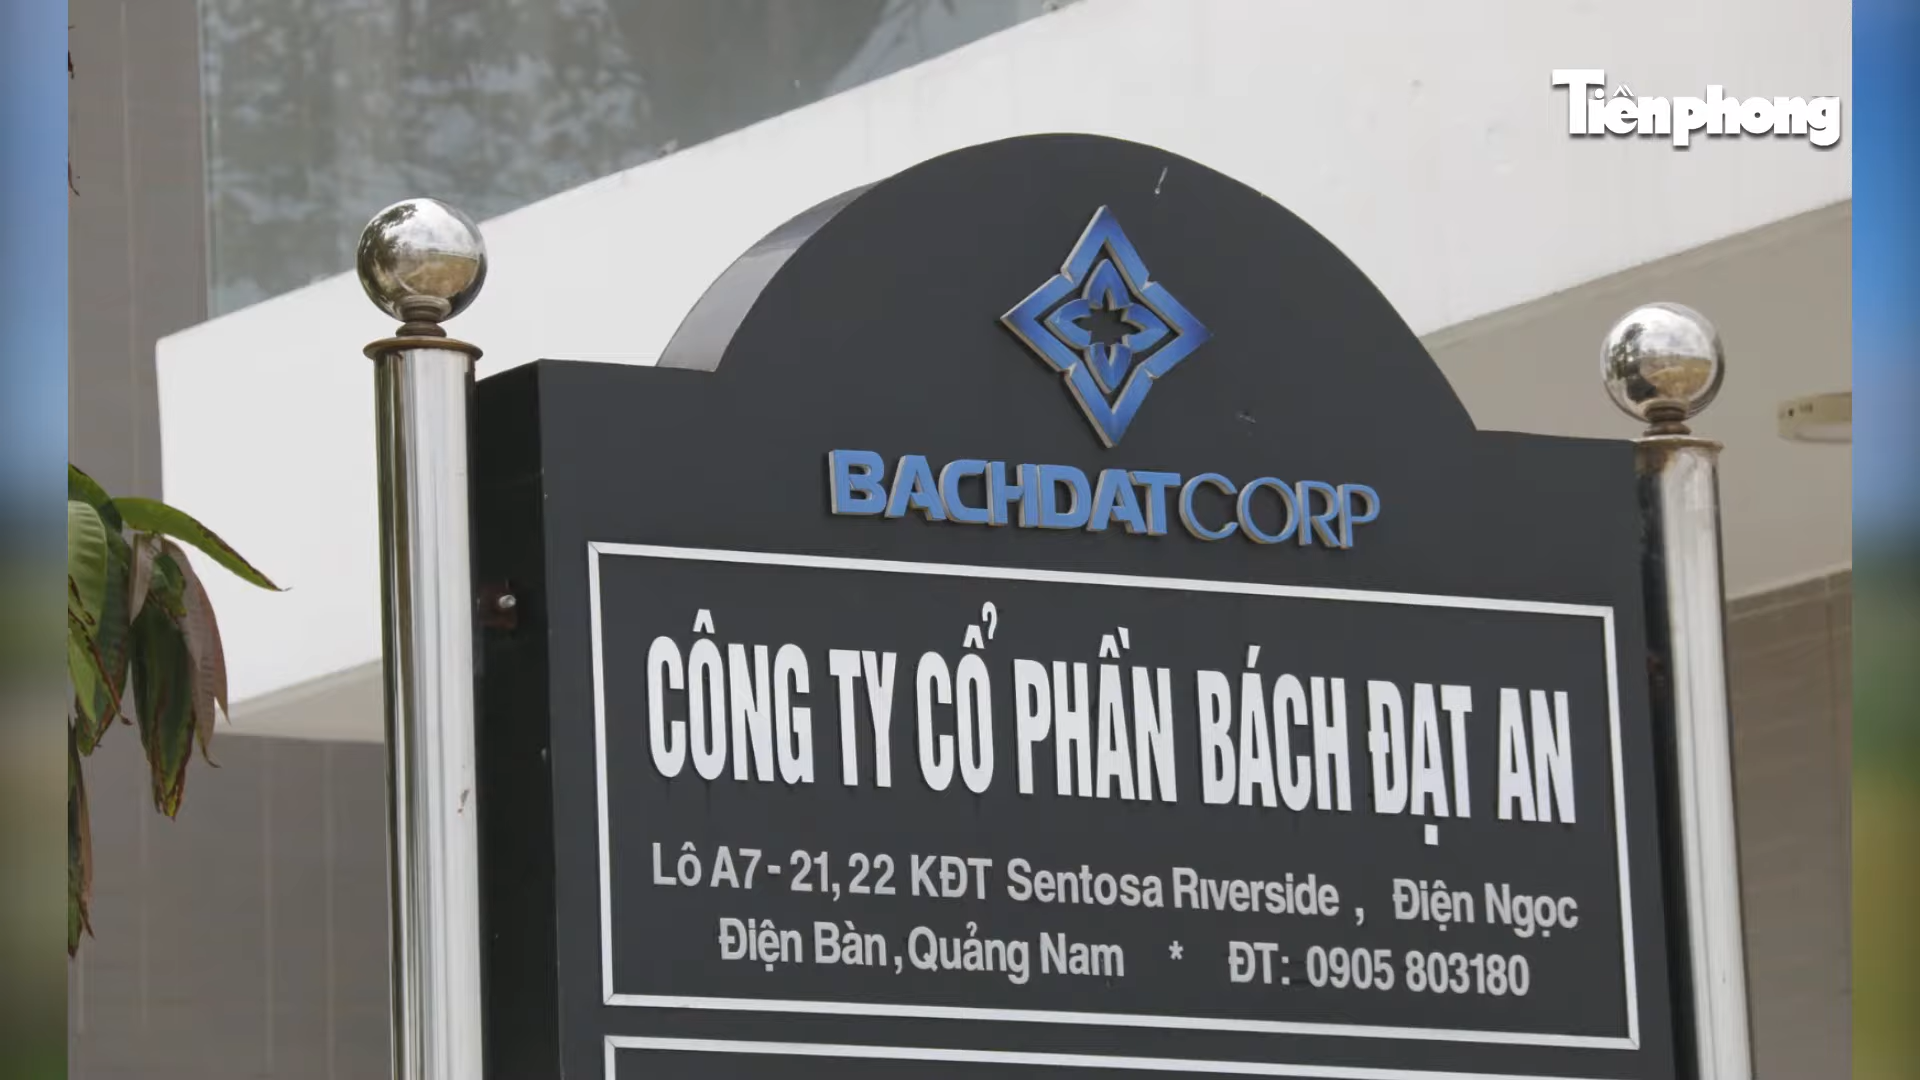 Tiền phong
BACHDATCORP
CÔNG TY CỔ PHẦN BÁCH ĐẠT AN
Lô A7 - 21, 22 KĐT Sentosa Riverside , Điện Ngọc
Điện Bàn , Quảng Nam * ĐT: 0905 803180